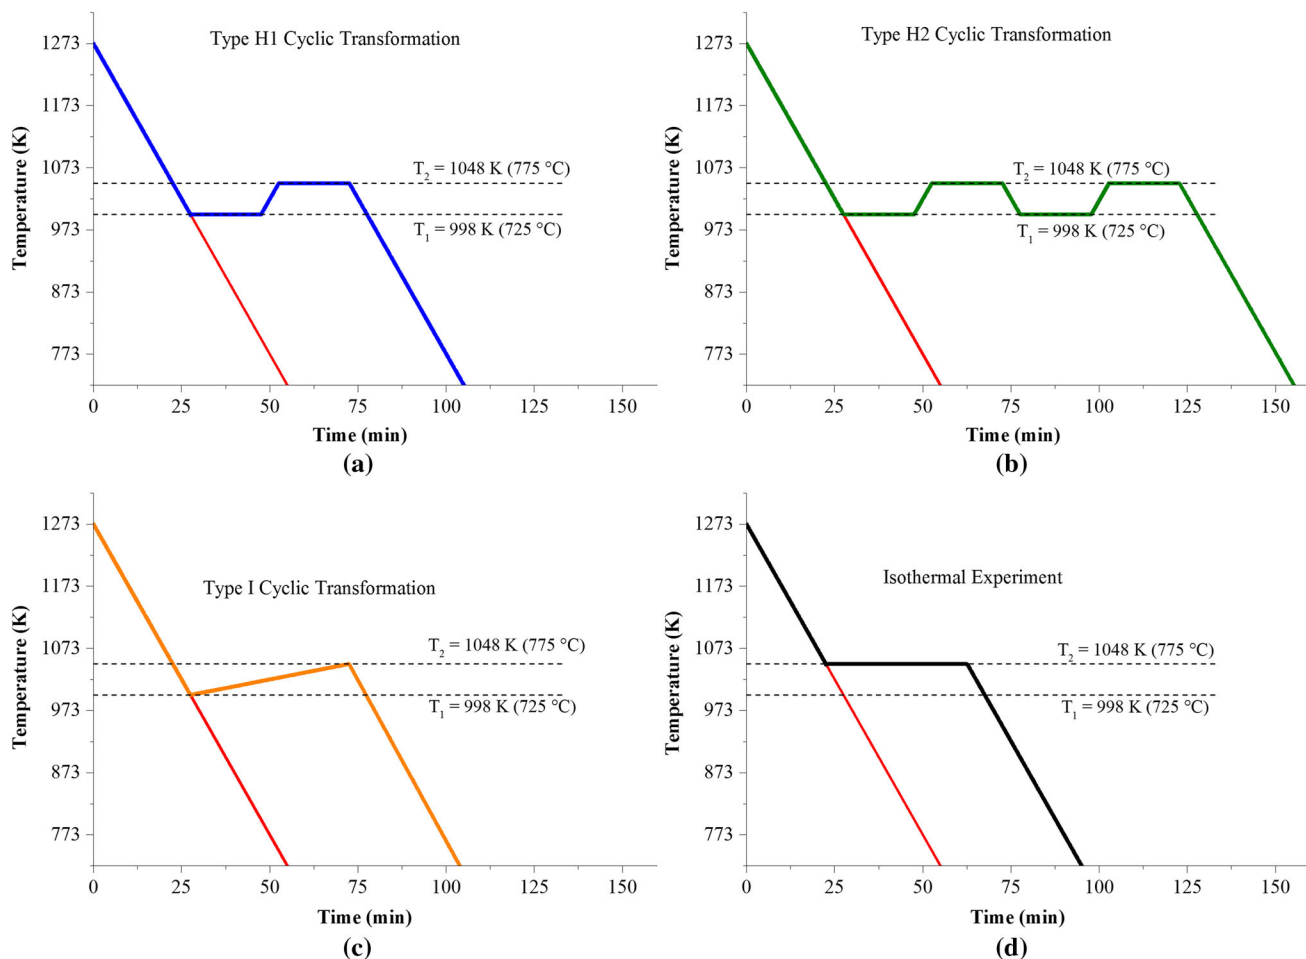 Type H1 Cyclic Transformation
1273
1173
1073
973
873
773
Temperature (K)
T2 = 1048 K (775 °C)
T1 = 998 K (725 °C)
0 25 50 75 100 125 150
Time (min)
(a)
Type H2 Cyclic Transformation
1273
1173
1073
973
873
773
Temperature (K)
T2 = 1048 K (775 °C)
T1 = 998 K (725 °C)
0 25 50 75 100 125 150
Time (min)
(b)
Type I Cyclic Transformation
1273
1173
1073
973
873
773
Temperature (K)
T2 = 1048 K (775 °C)
T1 = 998 K (725 °C)
0 25 50 75 100 125 150
Time (min)
(c)
Isothermal Experiment
1273
1173
1073
973
873
773
Temperature (K)
T2 = 1048 K (775 °C)
T1 = 998 K (725 °C)
0 25 50 75 100 125 150
Time (min)
(d)